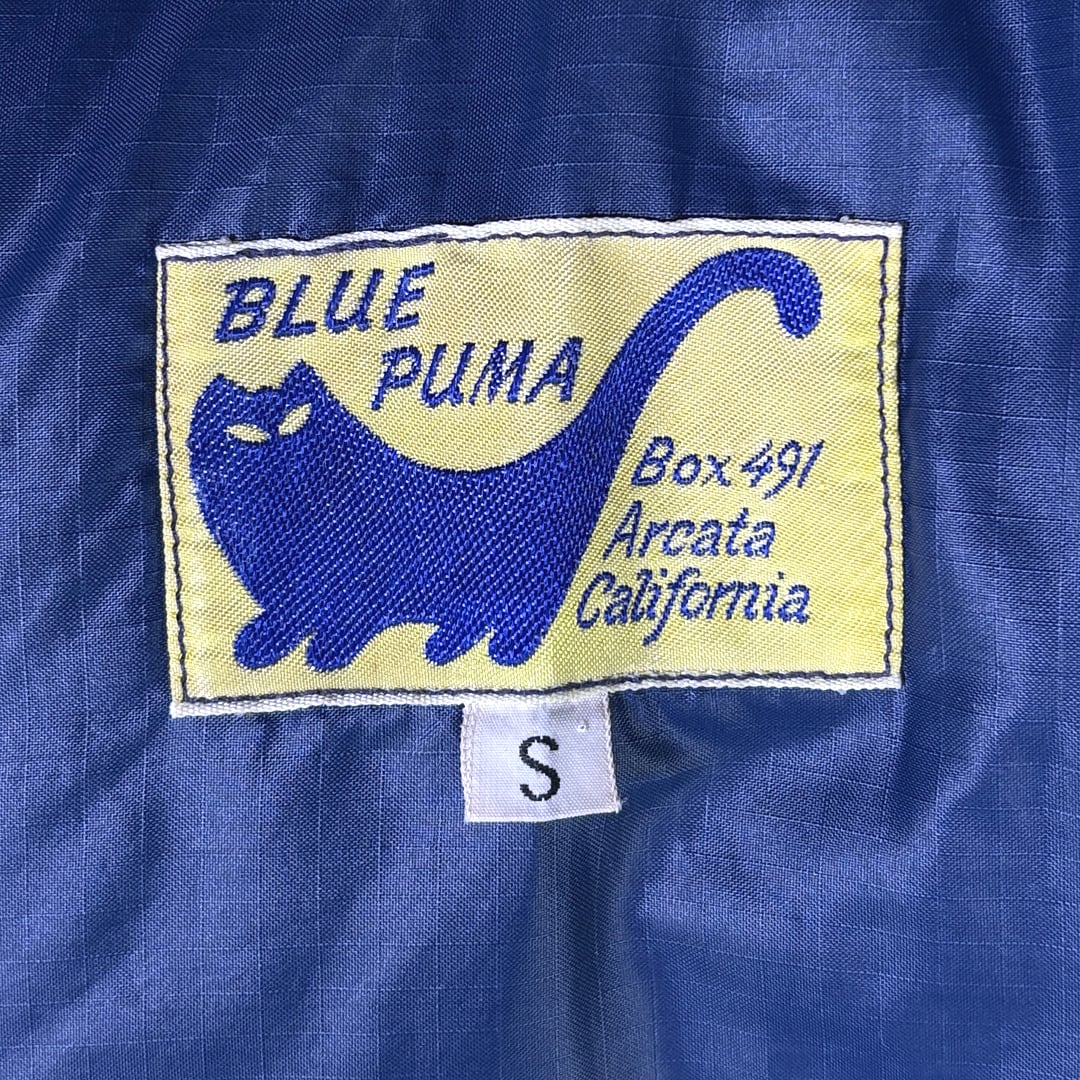 BLUE
PUMA
Box 491
Arcata
California
S